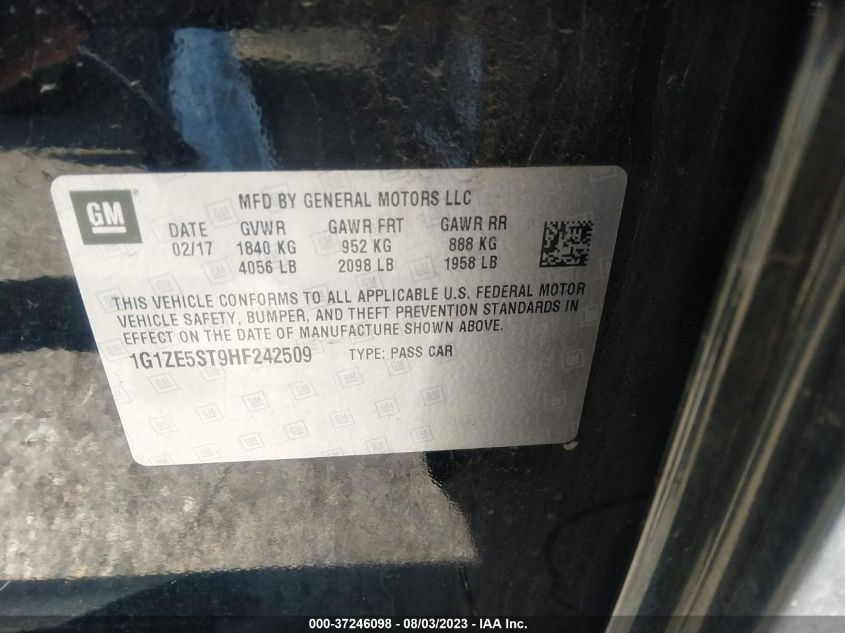 GM ®
MFD BY GENERAL MOTORS LLC
DATE GVWR GAWR FRT GAWR RR
02/17 1840 KG 952 KG 888 KG
4056 LB 2098 LB 1958 LB
THIS VEHICLE CONFORMS TO ALL APPLICABLE U.S. FEDERAL MOTOR
VEHICLE SAFETY, BUMPER, AND THEFT PREVENTION STANDARDS IN
EFFECT ON THE DATE OF MANUFACTURE SHOWN ABOVE.
1G1ZE5ST9HF242509 TYPE: PASS CAR
000-37246098 - 08/03/2023 - IAA Inc.